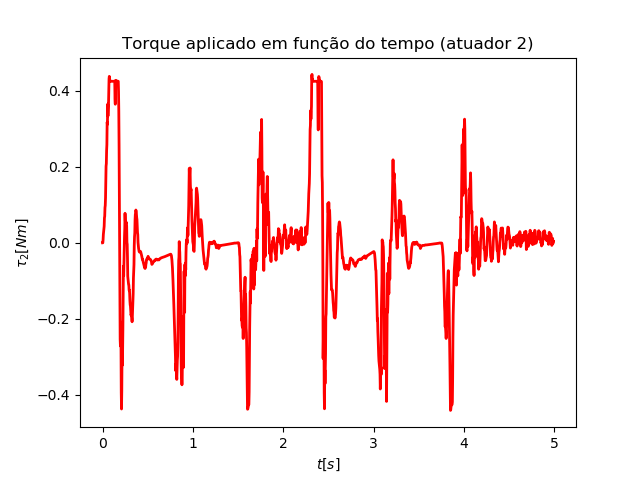 Torque aplicado em função do tempo (atuador 2)
τ₂[Nm]
0.4
0.2
0.0
−0.2
−0.4
0 1 2 3 4 5
t[s]